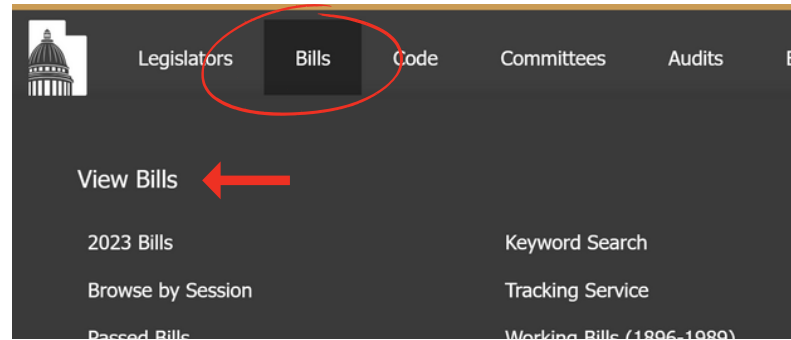 Legislators Bills Code Committees Audits
View Bills
2023 Bills Keyword Search
Browse by Session Tracking Service
Passed Bills Working Bills (1896-1989)